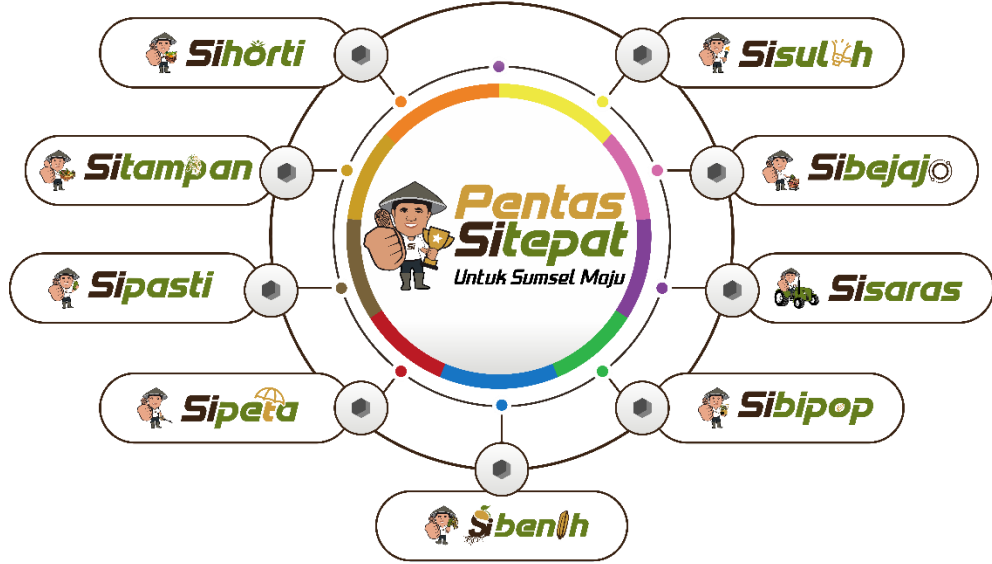 Sihorti
Sisuluh
Sitampan
Sibejajo
Pentas
Sitepat
Untuk Sumsel Maju
Sipasti
Sisaras
Sipeta
Sibipop
Sibenih